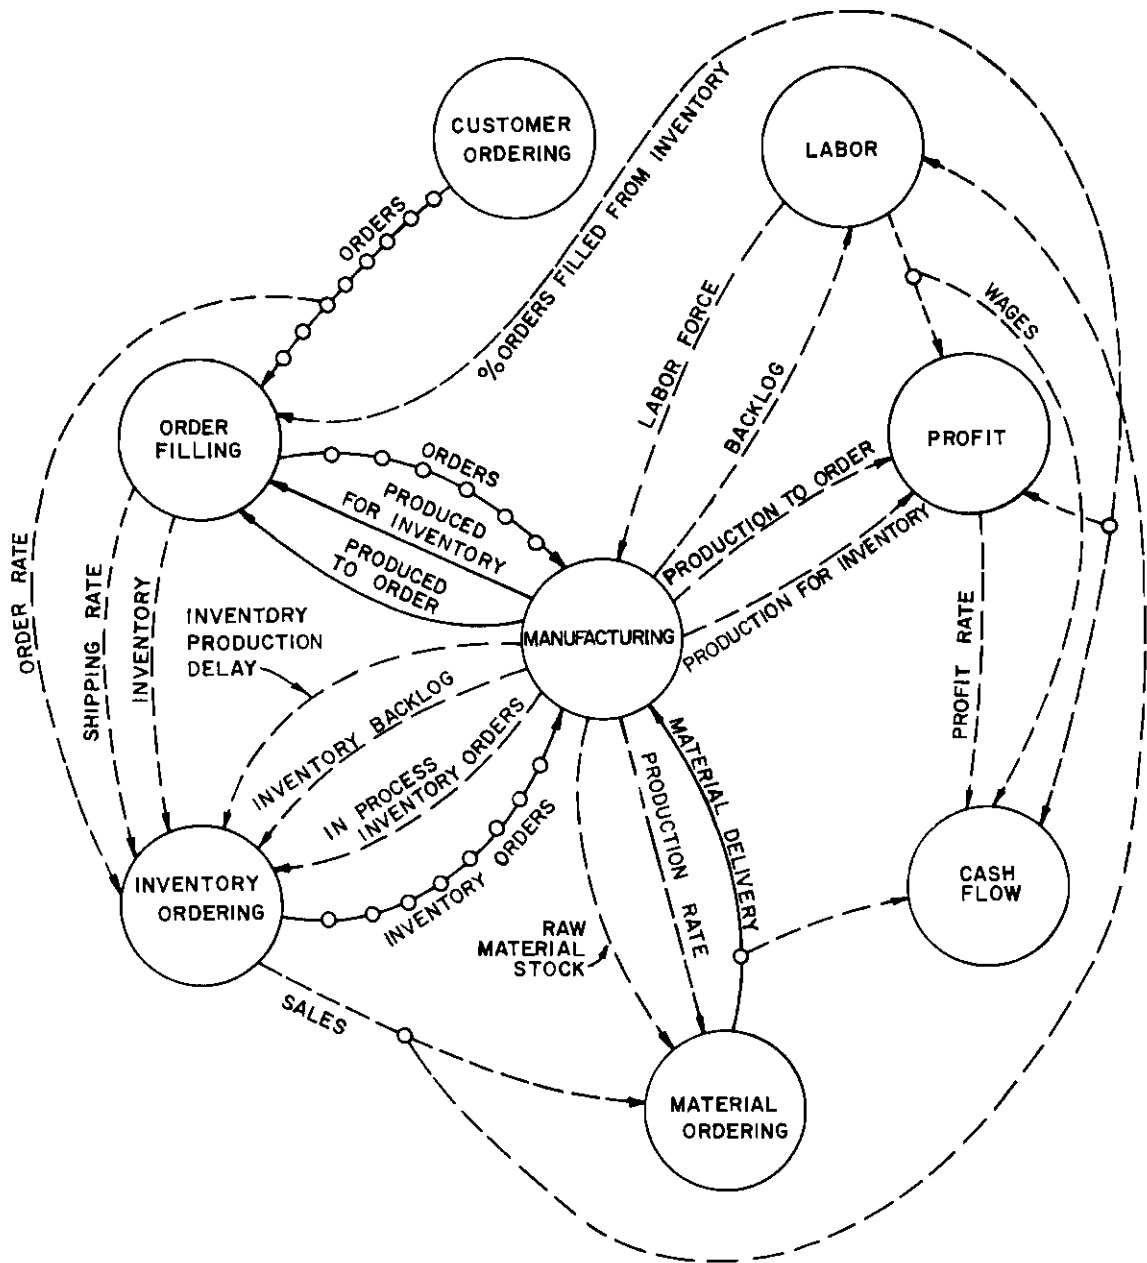 CUSTOMER
ORDERING
LABOR
ORDERS
% ORDERS FILLED FROM INVENTORY
WAGES
LABOR FORCE
BACKLOG
ORDER
FILLING
PROFIT
ORDERS
PRODUCED
FOR INVENTORY
PRODUCED
TO ORDER
PRODUCTION TO ORDER
PRODUCTION FOR INVENTORY
ORDER RATE
SHIPPING RATE
INVENTORY
INVENTORY
PRODUCTION
DELAY
MANUFACTURING
PROFIT RATE
INVENTORY BACKLOG
IN PROCESS
INVENTORY ORDERS
INVENTORY ORDERS
PRODUCTION RATE
MATERIAL DELIVERY
INVENTORY
ORDERING
CASH
FLOW
RAW
MATERIAL
STOCK
SALES
MATERIAL
ORDERING